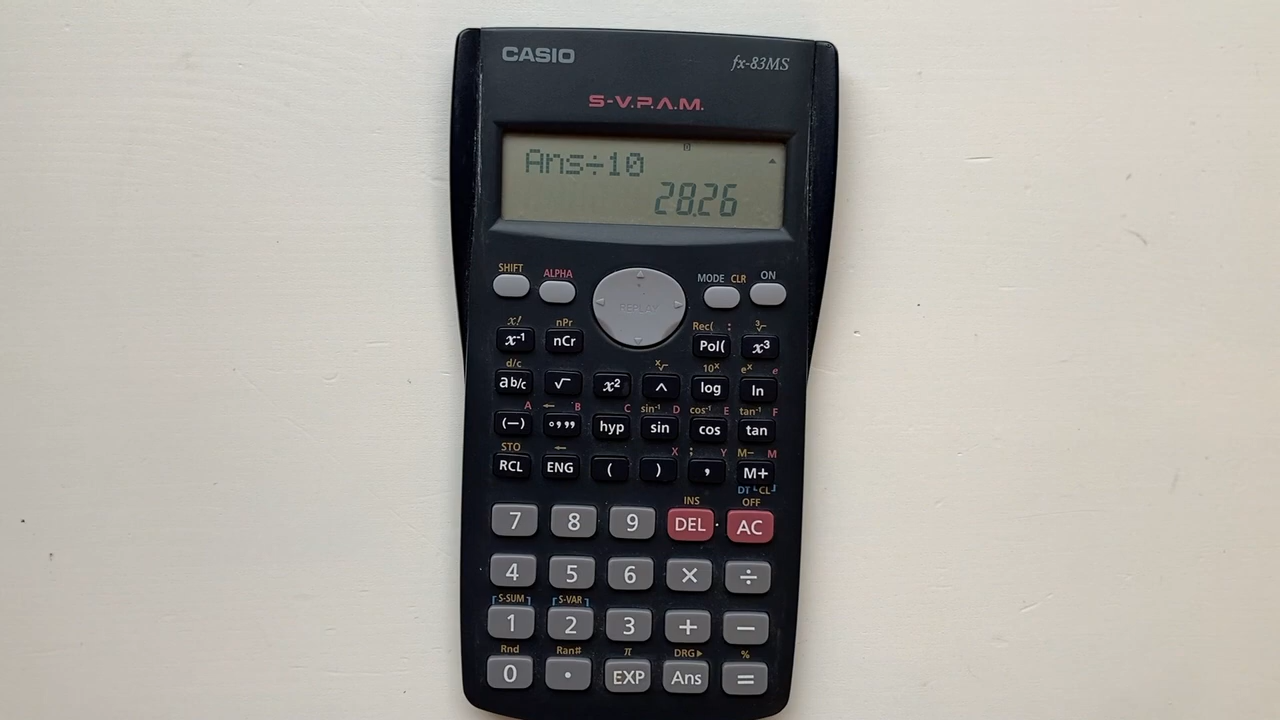 CASIO fx-83MS
S-V.P.A.M.
D
Ans÷10
28.26
SHIFT ALPHA MODE CLR ON
REPLAY
x! nPr Rec( : ³√
x⁻¹ nCr Pol( x³
d/c ˣ√ 10ˣ eˣ e
a b/c √ x² ^ log ln
A ← B C sin⁻¹ D cos⁻¹ E tan⁻¹ F
(−) ° ’ ” hyp sin cos tan
STO ← X ; Y M− M
RCL ENG ( ) , M+
DT CL
INS OFF
7 8 9 DEL AC
4 5 6 × ÷
S-SUM S-VAR
1 2 3 + −
Rnd Ran# π DRG▶ %
0 · EXP Ans =